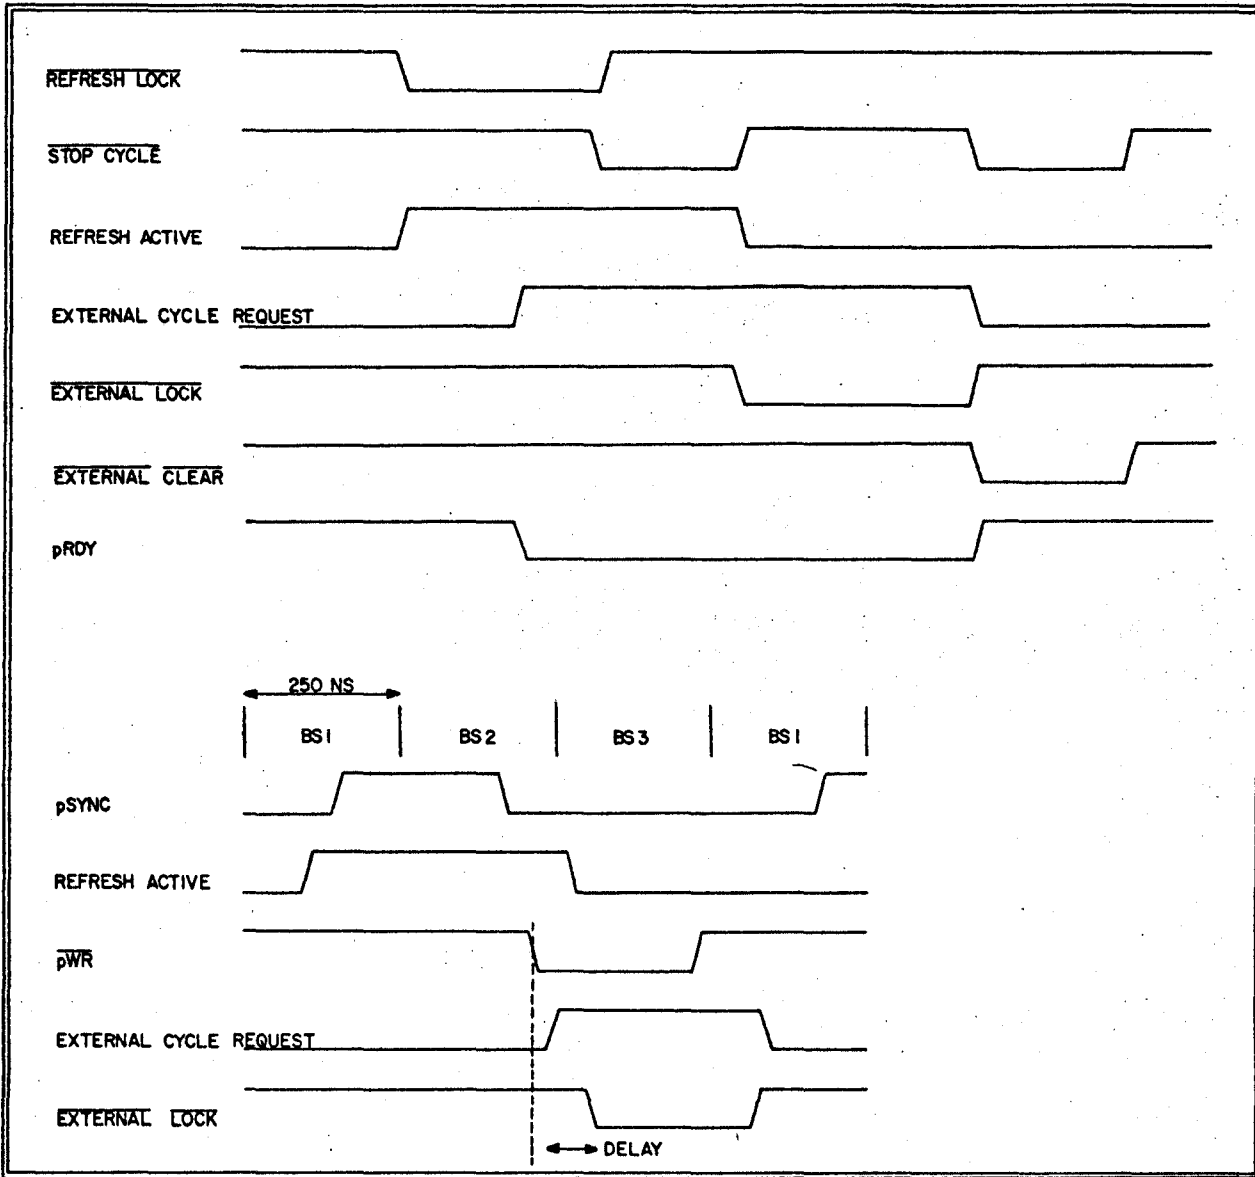 REFRESH LOCK
STOP CYCLE
REFRESH ACTIVE
EXTERNAL CYCLE REQUEST
EXTERNAL LOCK
EXTERNAL CLEAR
pRDY
250 NS
BS1 BS2 BS3 BS1
pSYNC
REFRESH ACTIVE
pWR
EXTERNAL CYCLE REQUEST
EXTERNAL LOCK
DELAY